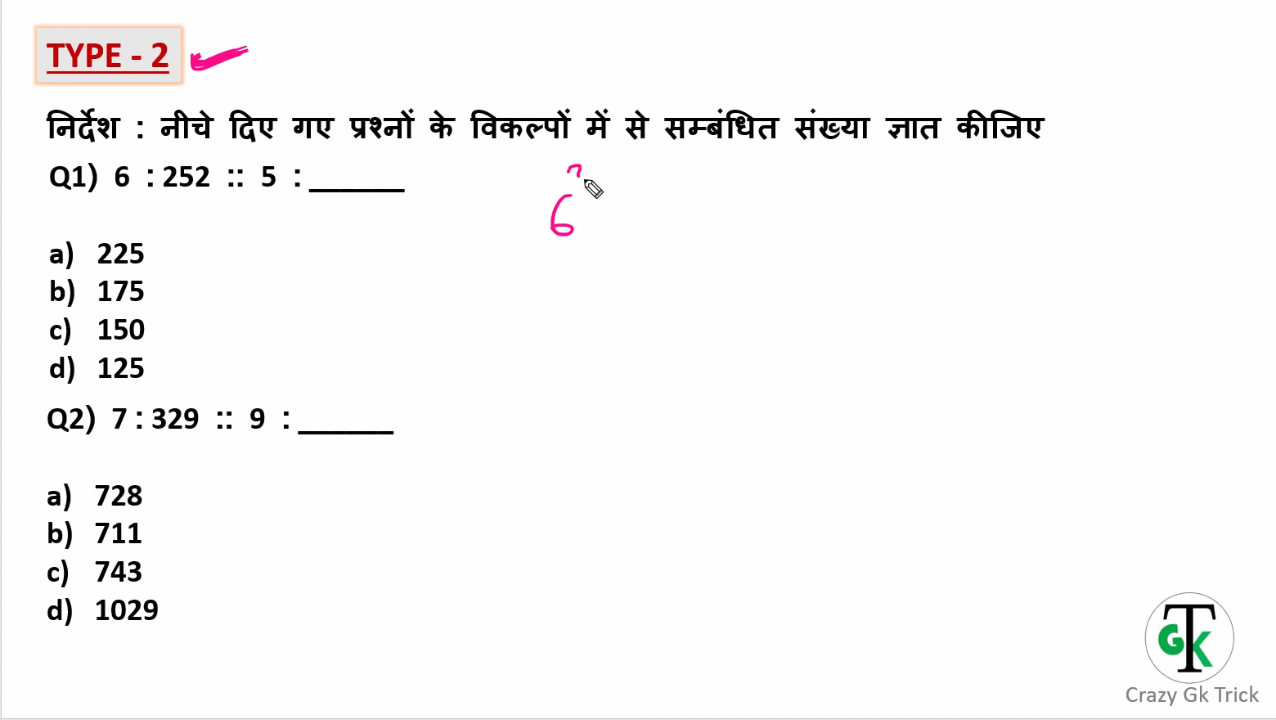 TYPE - 2
निर्देश : नीचे दिए गए प्रश्नों के विकल्पों में से सम्बंधित संख्या ज्ञात कीजिए
Q1) 6 : 252 :: 5 : ______
6
a) 225
b) 175
c) 150
d) 125
Q2) 7 : 329 :: 9 : ______
a) 728
b) 711
c) 743
d) 1029
GTK
Crazy Gk Trick